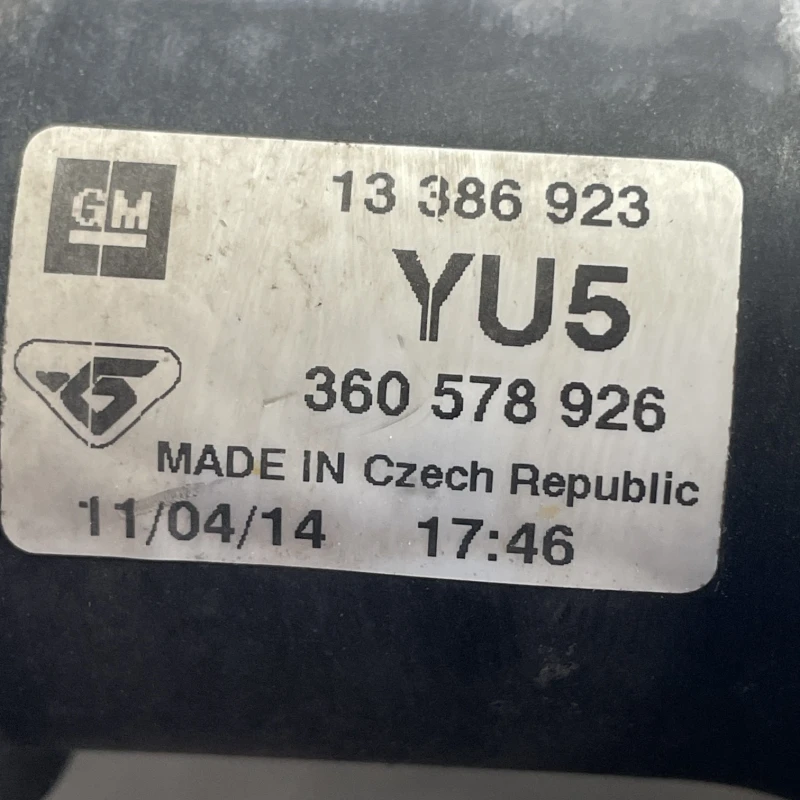 GM
13 386 923
YU5
360 578 926
MADE IN Czech Republic
11/04/14 17:46